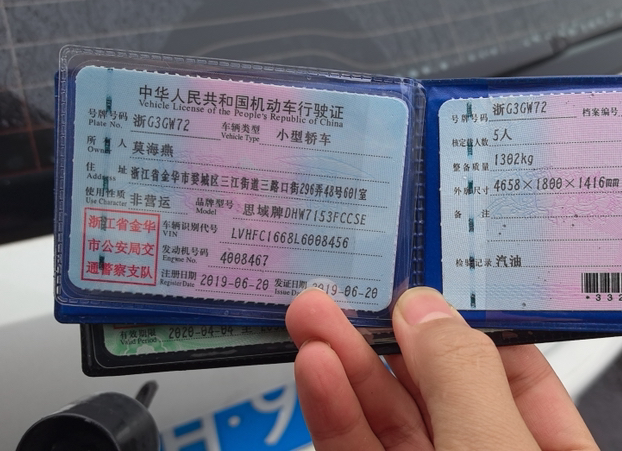 中华人民共和国机动车行驶证
Vehicle License of the People's Republic of China
号牌号码 浙G3GW72 车辆类型 小型轿车
Plate No. Vehicle Type
所有人 莫海燕
Owner
住址 浙江省金华市婺城区三江街道三路口街296弄48号601室
Address
使用性质 非营运 品牌型号 思域牌DHW7153FCCSE
Use Character Model
浙江省金华
市公安局交
通警察支队
车辆识别代号 LVHFC1668L6008456
VIN
发动机号码 4008467
Engine No.
注册日期 2019-06-20 发证日期 2019-06-20
Register Date Issue
号牌号码 浙G3GW72 档案编号
核定载人数 5人
整备质量 1302kg
外廓尺寸 4658×1800×1416mm
备注
检验记录 汽油
*332
有效期限 2020-04-04 至
Valid Period